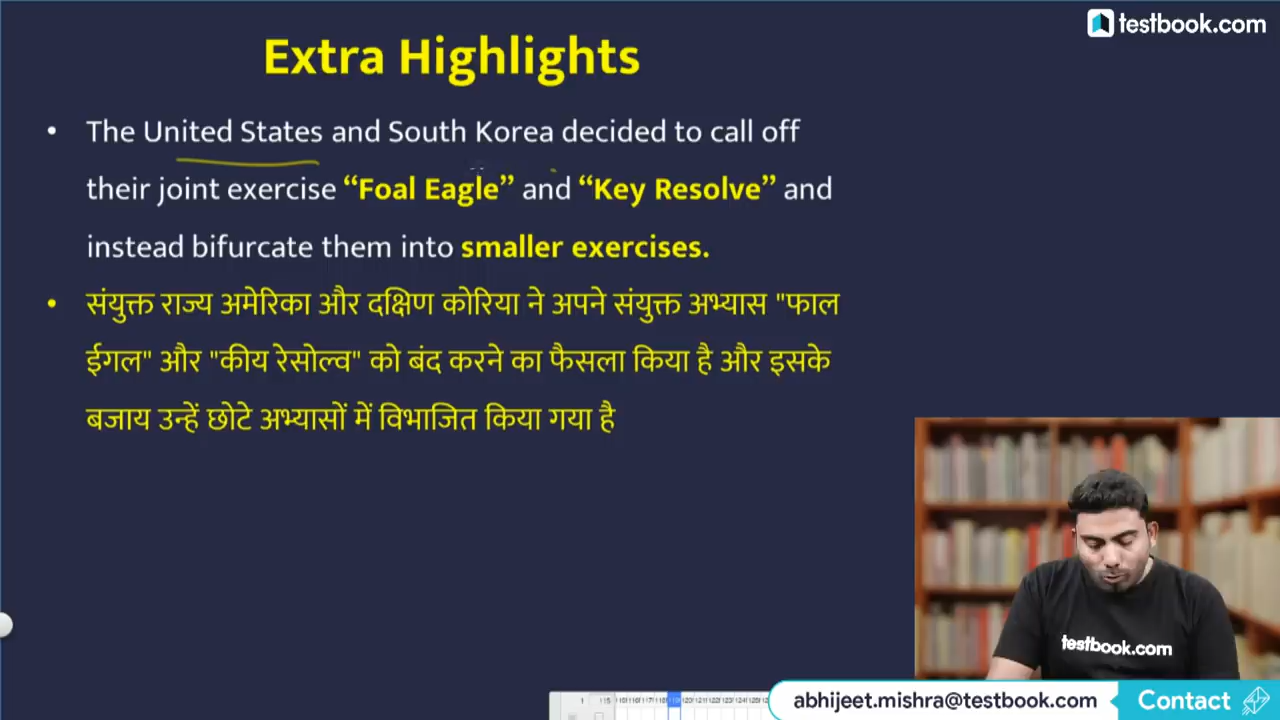 testbook.com
Extra Highlights
• The United States and South Korea decided to call off
their joint exercise “Foal Eagle” and “Key Resolve” and
instead bifurcate them into smaller exercises.
• संयुक्त राज्य अमेरिका और दक्षिण कोरिया ने अपने संयुक्त अभ्यास "फाल
ईगल" और "कीय रेसोल्व" को बंद करने का फैसला किया है और इसके
बजाय उन्हें छोटे अभ्यासों में विभाजित किया गया है
testbook.com
abhijeet.mishra@testbook.com Contact